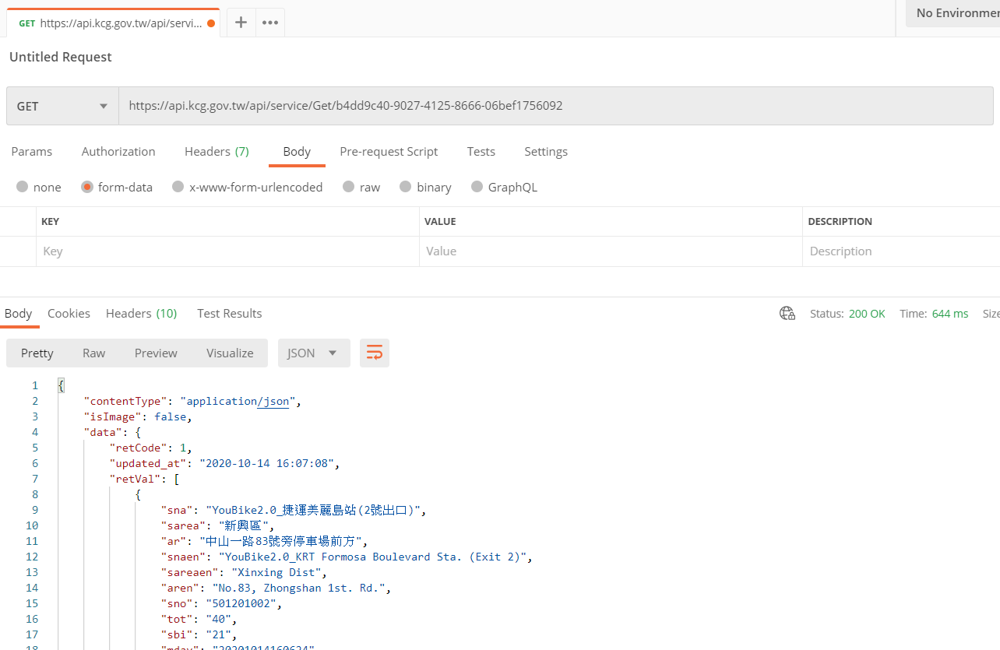 GET https://api.kcg.gov.tw/api/servi...
No Environmen
Untitled Request
GET https://api.kcg.gov.tw/api/service/Get/b4dd9c40-9027-4125-8666-06bef1756092
Params Authorization Headers (7) Body Pre-request Script Tests Settings
none form-data x-www-form-urlencoded raw binary GraphQL
KEY VALUE DESCRIPTION
Key Value Description
Body Cookies Headers (10) Test Results Status: 200 OK Time: 644 ms Size
Pretty Raw Preview Visualize JSON
1 {
2 "contentType": "application/json",
3 "isImage": false,
4 "data": {
5 "retCode": 1,
6 "updated_at": "2020-10-14 16:07:08",
7 "retVal": [
8 {
9 "sna": "YouBike2.0_捷運美麗島站(2號出口)",
10 "sarea": "新興區",
11 "ar": "中山一路83號旁停車場前方",
12 "snaen": "YouBike2.0_KRT Formosa Boulevard Sta. (Exit 2)",
13 "sareaen": "Xinxing Dist",
14 "aren": "No.83, Zhongshan 1st. Rd.",
15 "sno": "501201002",
16 "tot": "40",
17 "sbi": "21",
18 "mday": "20201014160624"